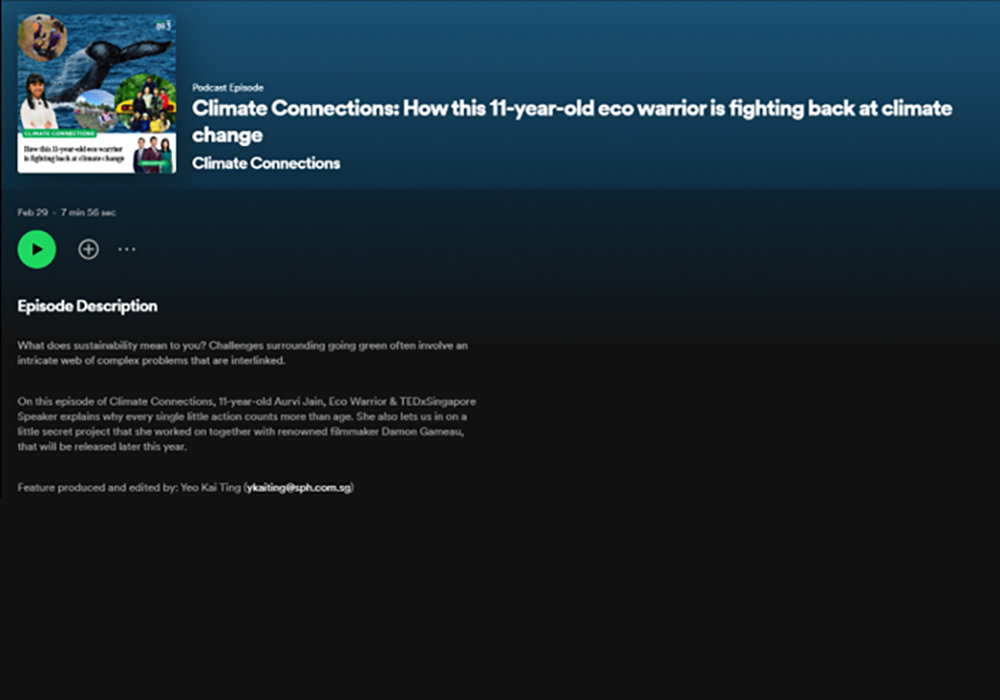 893
CLIMATE CONNECTIONS
How this 11-year-old eco warrior
is fighting back at climate change
Podcast Episode
Climate Connections: How this 11-year-old eco warrior is fighting back at climate
change
Climate Connections
Feb 29 · 7 min 56 sec
Episode Description
What does sustainability mean to you? Challenges surrounding going green often involve an
intricate web of complex problems that are interlinked.
On this episode of Climate Connections, 11-year-old Aurvi Jain, Eco Warrior & TEDxSingapore
Speaker explains why every single little action counts more than age. She also lets us in on a
little secret project that she worked on together with renowned filmmaker Damon Gameau,
that will be released later this year.
Feature produced and edited by: Yeo Kai Ting (ykaiting@sph.com.sg)